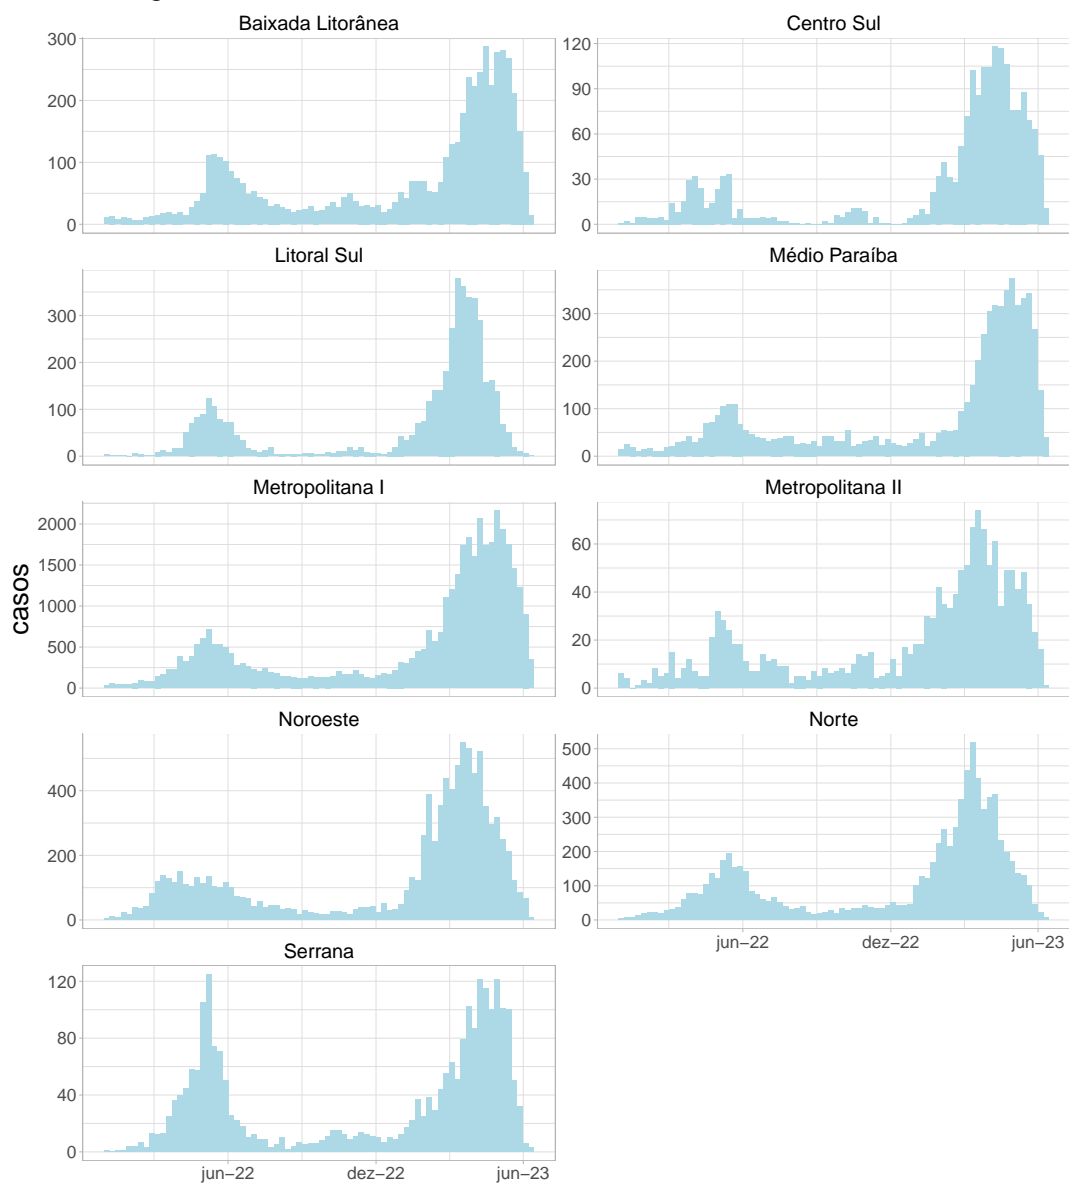 Baixada Litorânea
Centro Sul
300
200
100
0
120
90
60
30
0
Litoral Sul
Médio Paraíba
300
200
100
0
300
200
100
0
Metropolitana I
Metropolitana II
2000
1500
1000
500
0
60
40
20
0
casos
Noroeste
Norte
400
200
0
500
400
300
200
100
0
jun−22
dez−22
jun−23
Serrana
120
80
40
0
jun−22
dez−22
jun−23